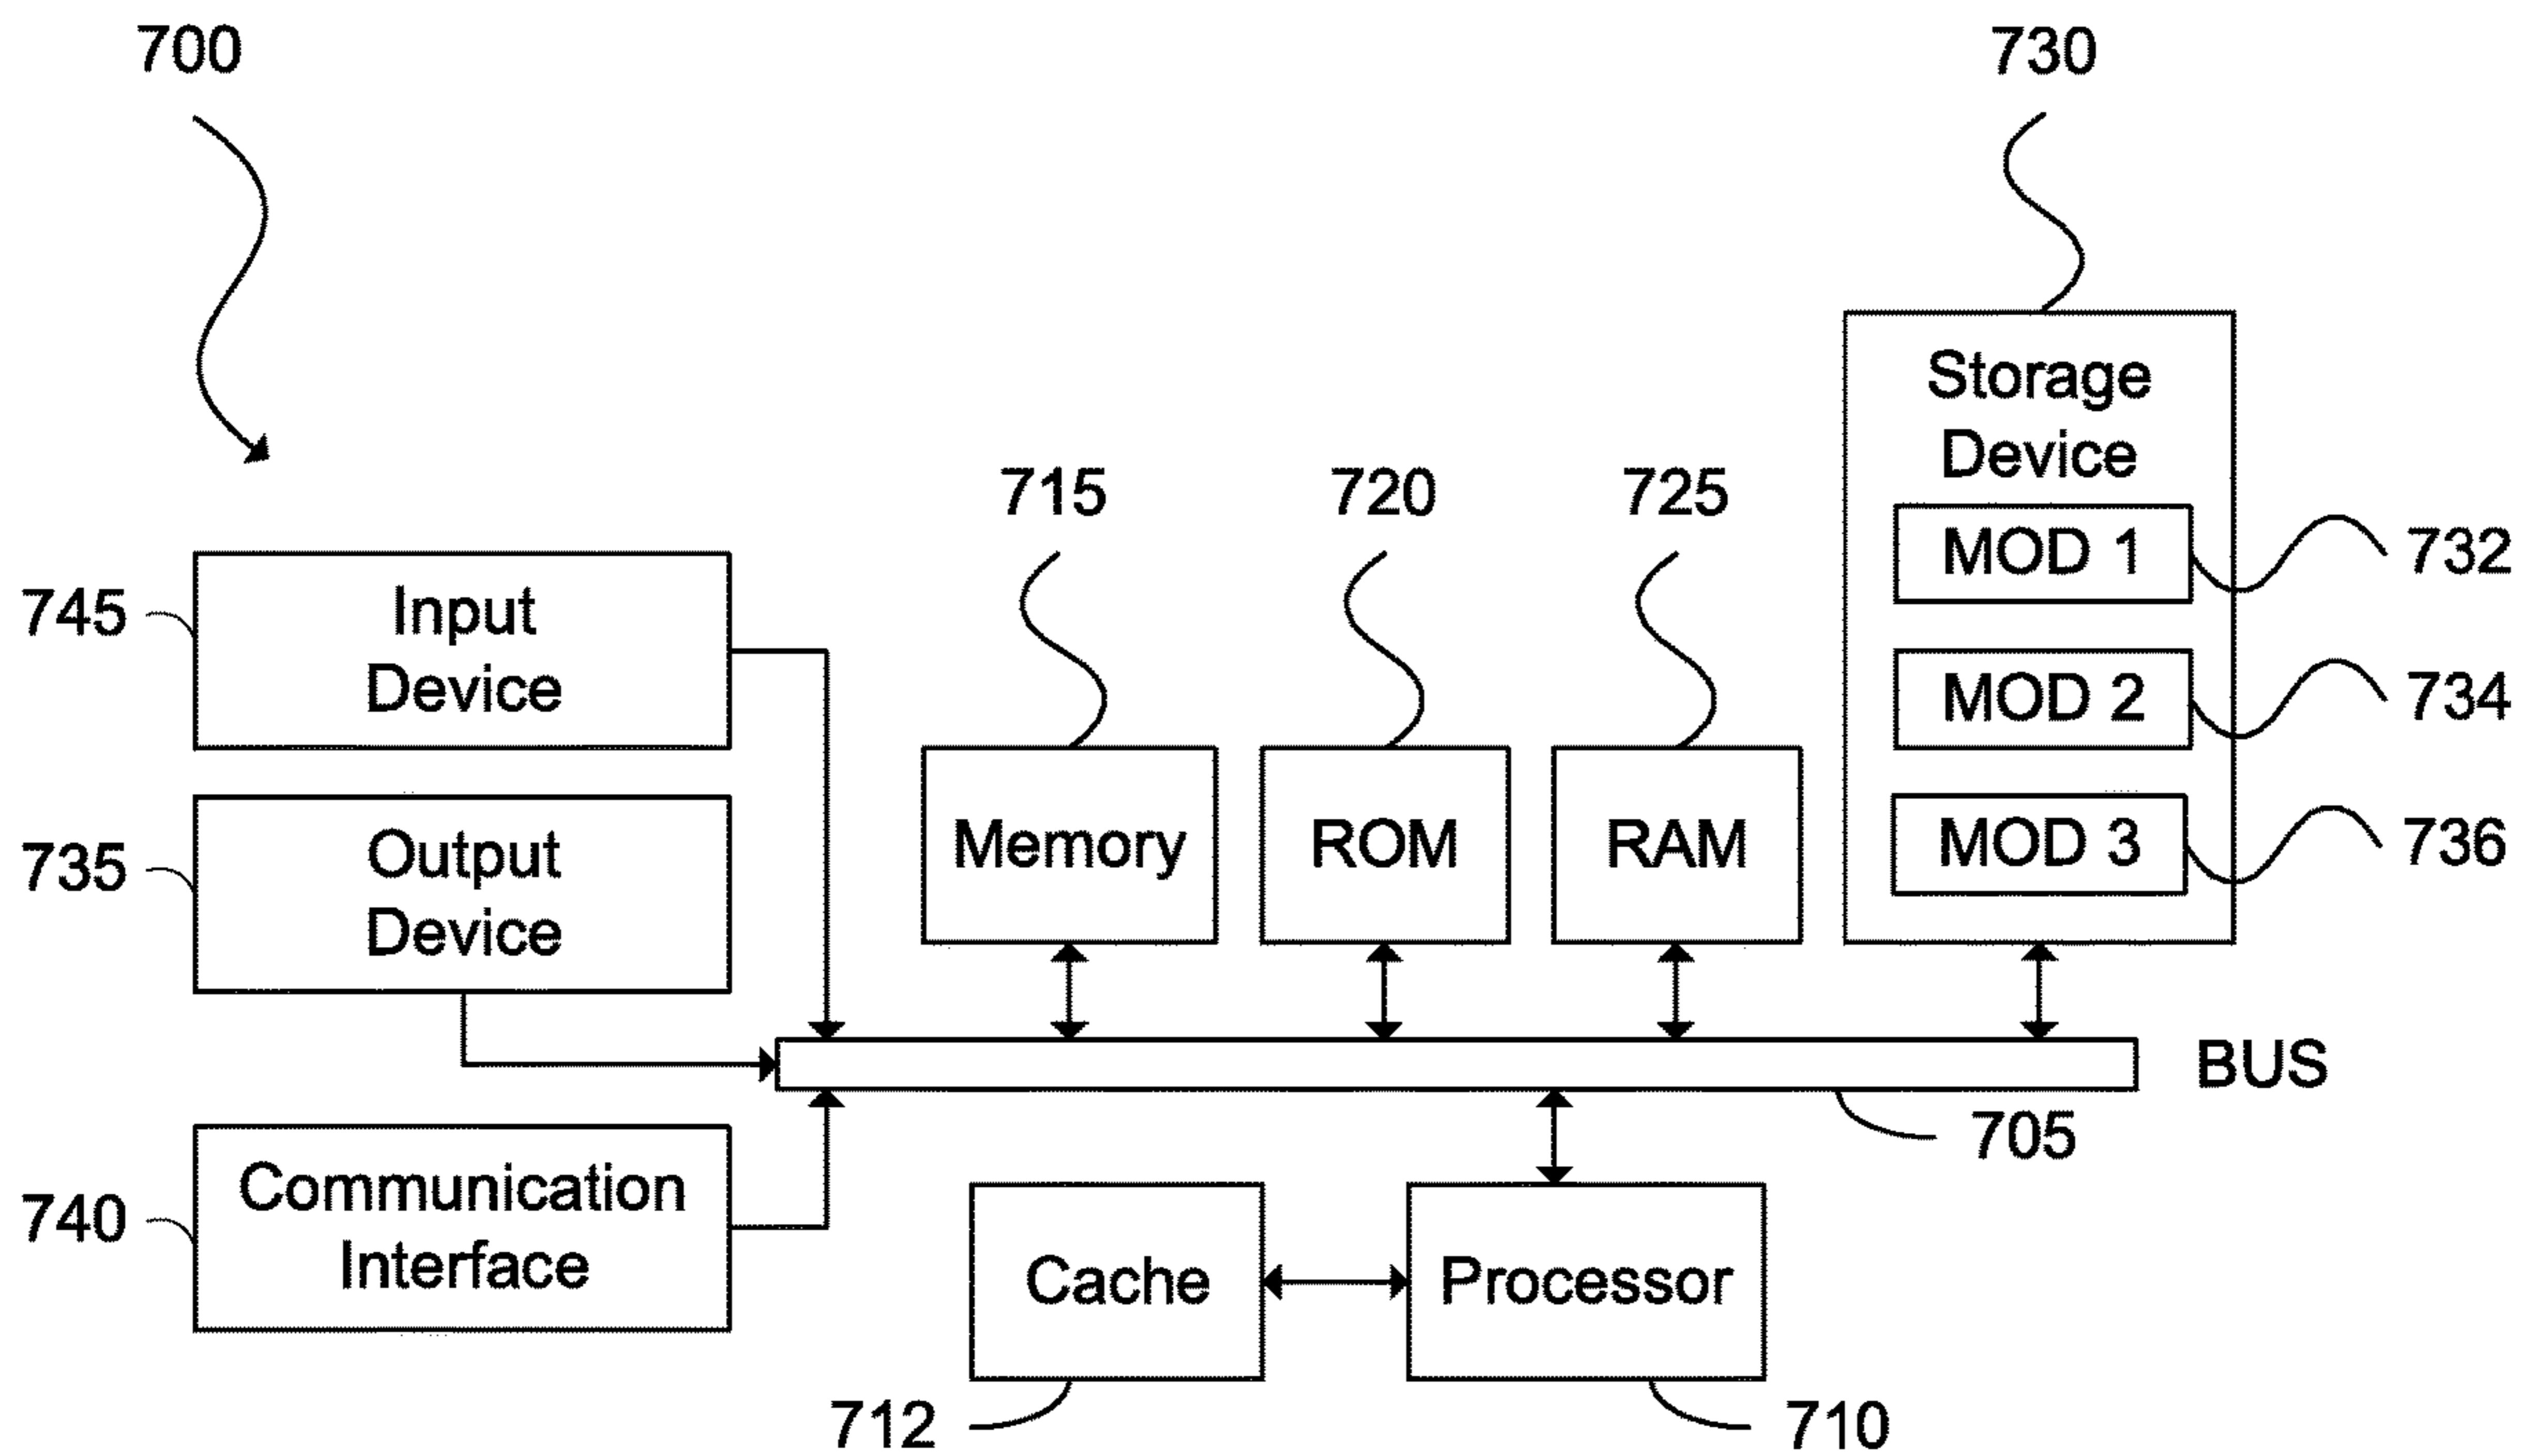 700
730
Storage
Device
715
720
725
MOD 1
732
745
Input
Device
MOD 2
734
Memory
ROM
RAM
MOD 3
736
735
Output
Device
BUS
705
740
Communication
Interface
Cache
Processor
712
710